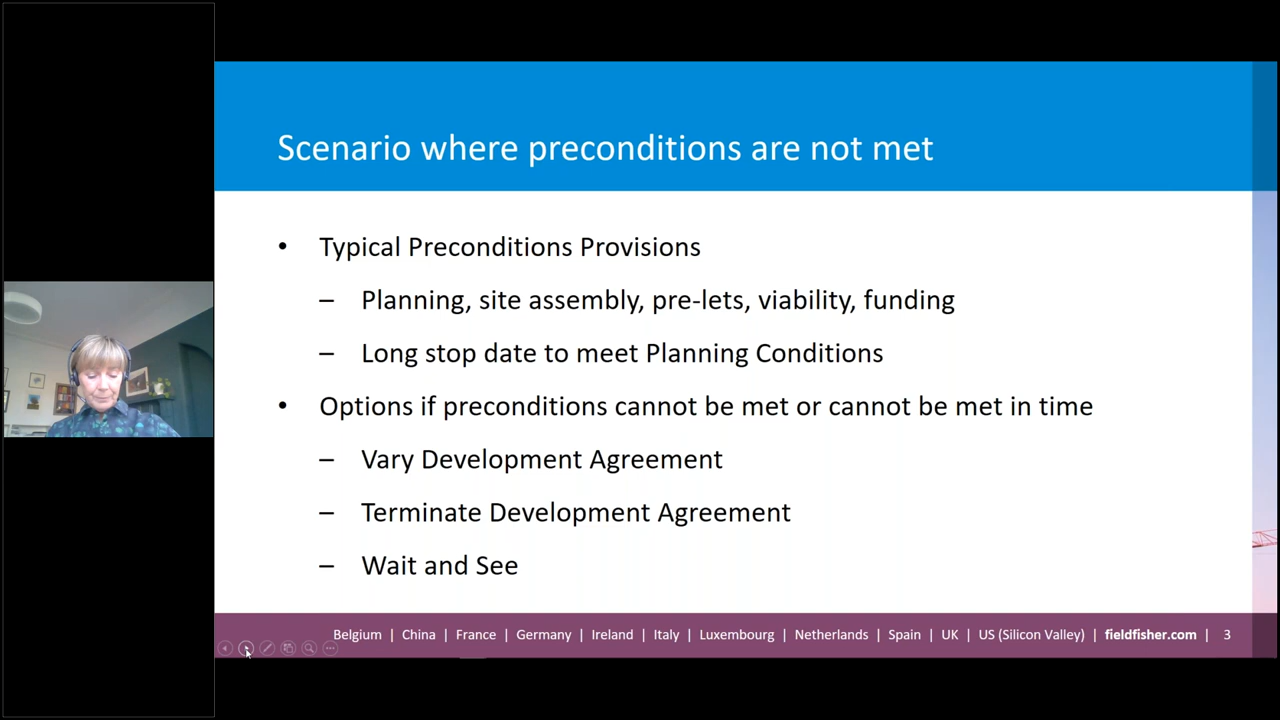 Scenario where preconditions are not met
• Typical Preconditions Provisions
– Planning, site assembly, pre-lets, viability, funding
– Long stop date to meet Planning Conditions
• Options if preconditions cannot be met or cannot be met in time
– Vary Development Agreement
– Terminate Development Agreement
– Wait and See
Belgium | China | France | Germany | Ireland | Italy | Luxembourg | Netherlands | Spain | UK | US (Silicon Valley) | fieldfisher.com | 3